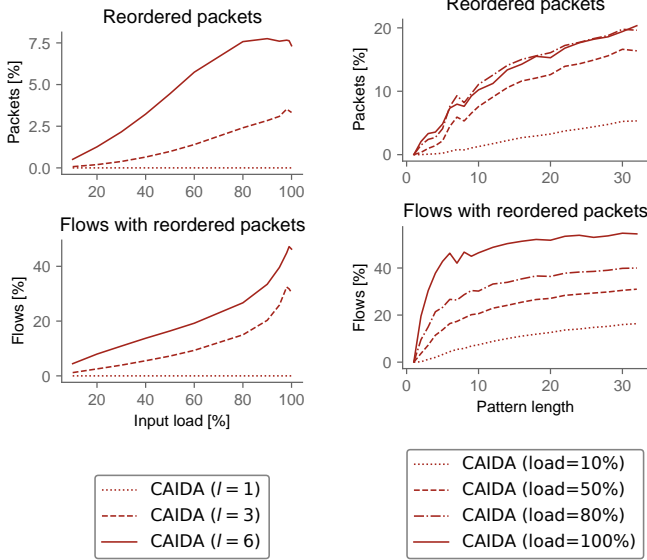 Reordered packets
7.5
5.0
2.5
0.0
Packets [%]
20 40 60 80 100
Flows with reordered packets
40
20
0
Flows [%]
20 40 60 80 100
Input load [%]
CAIDA (l = 1)
CAIDA (l = 3)
CAIDA (l = 6)
Reordered packets
20
10
0
Packets [%]
0 10 20 30
Flows with reordered packets
40
20
0
Flows [%]
0 10 20 30
Pattern length
CAIDA (load=10%)
CAIDA (load=50%)
CAIDA (load=80%)
CAIDA (load=100%)